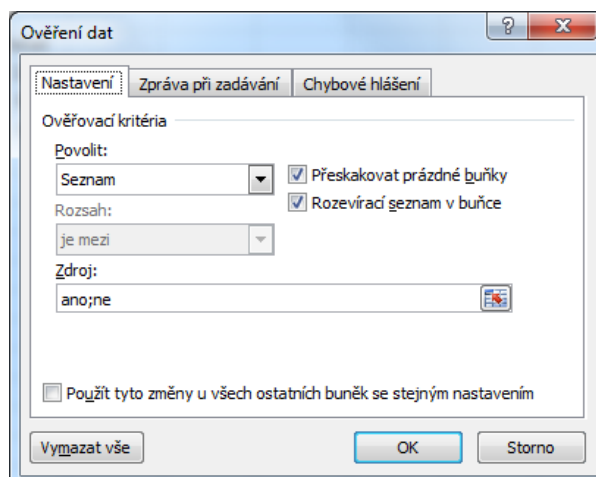 Ověření dat
Nastavení Zpráva při zadávání Chybové hlášení
Ověřovací kritéria
Povolit:
Seznam
Přeskakovat prázdné buňky
Rozsah:
Rozevírací seznam v buňce
je mezi
Zdroj:
ano;ne
Použít tyto změny u všech ostatních buněk se stejným nastavením
Vymazat vše OK Storno